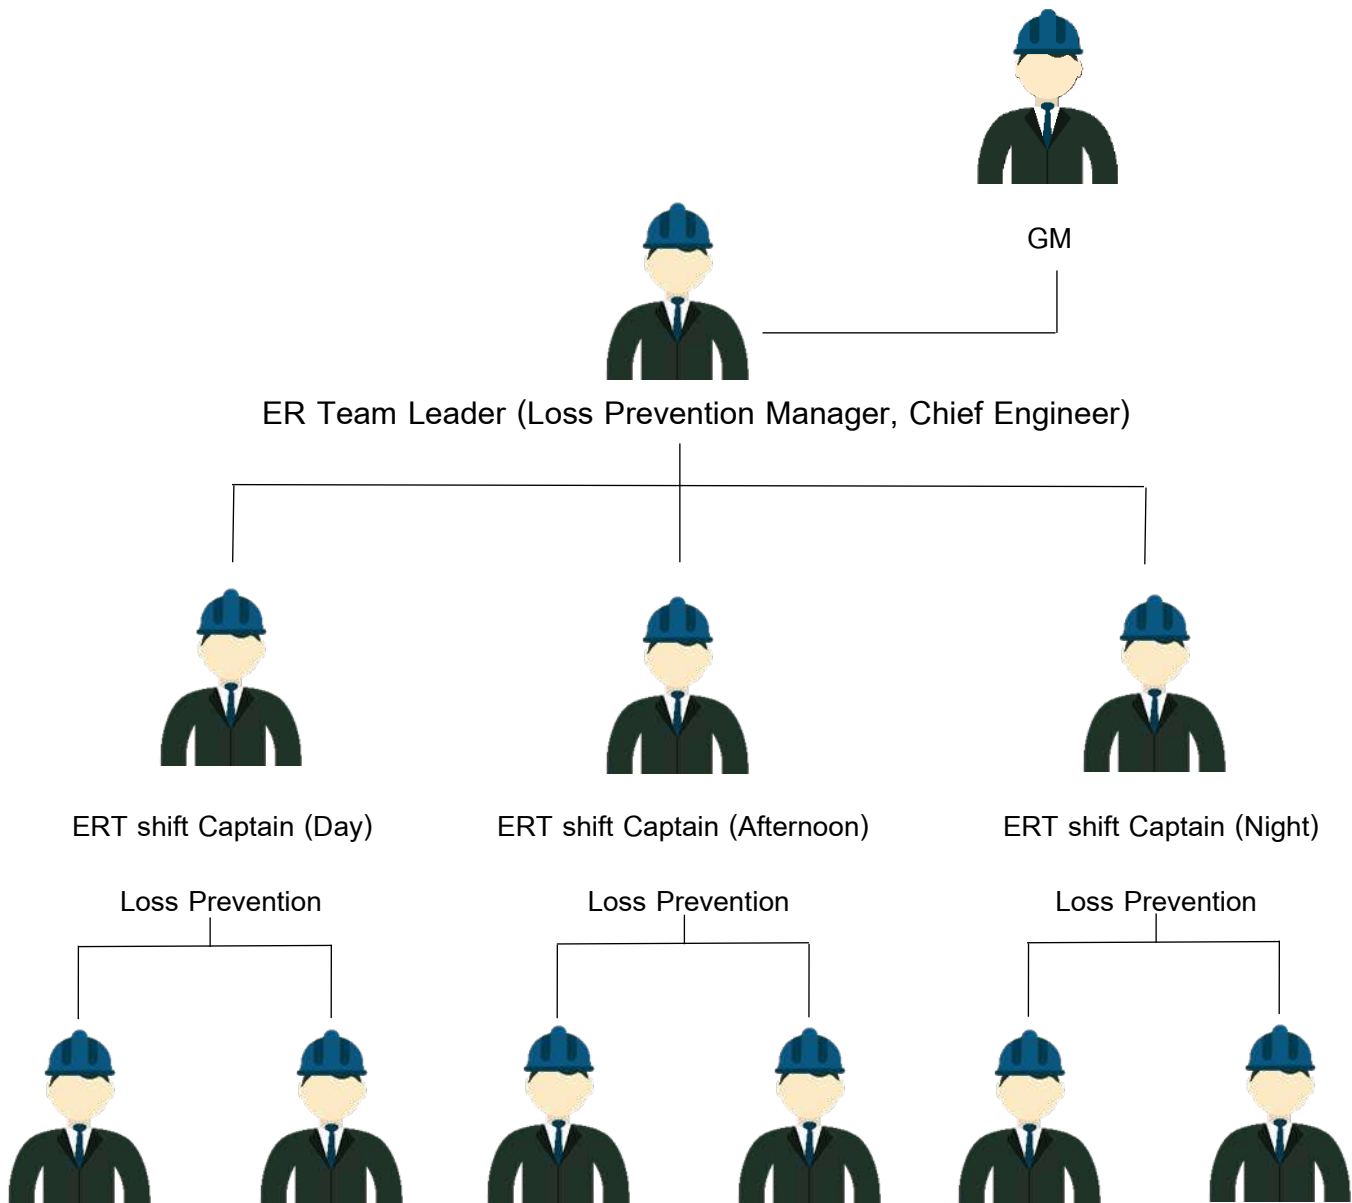 GM
ER Team Leader (Loss Prevention Manager, Chief Engineer)
ERT shift Captain (Day)
ERT shift Captain (Afternoon)
ERT shift Captain (Night)
Loss Prevention
Loss Prevention
Loss Prevention